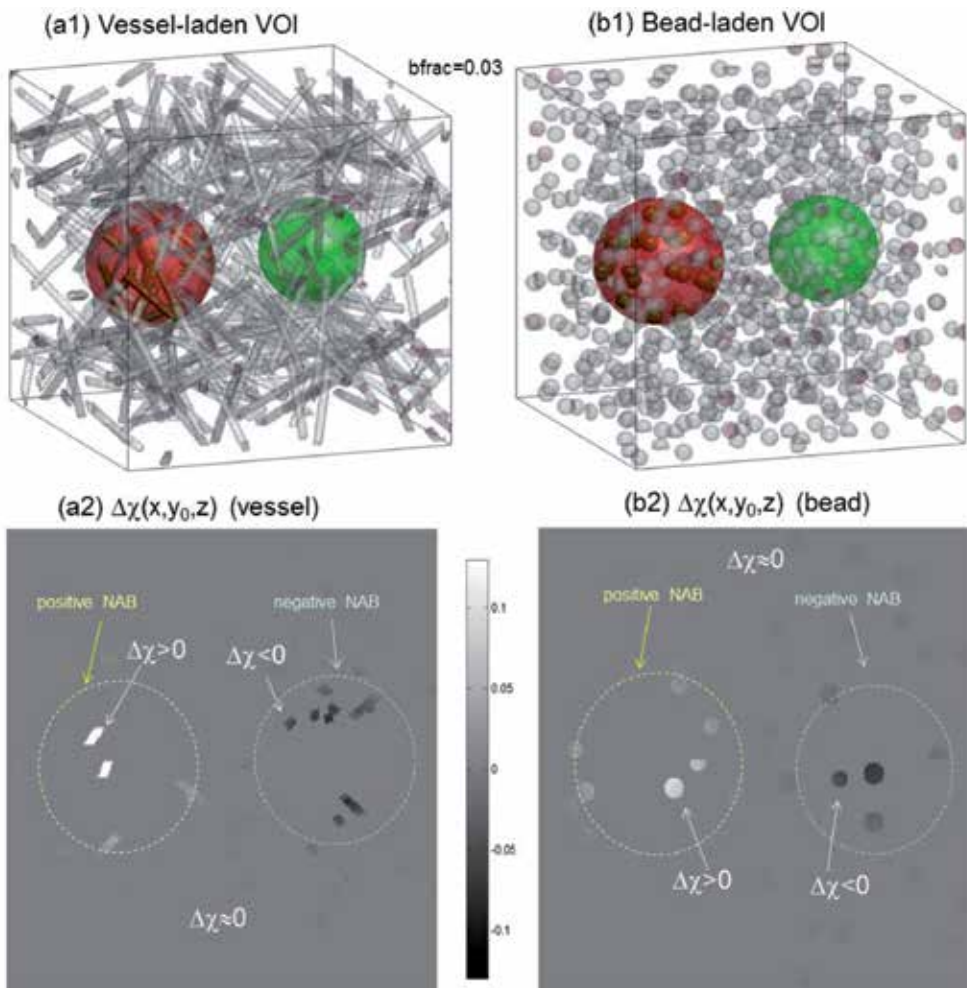 (a1) Vessel-laden VOI
(b1) Bead-laden VOI
bfrac=0.03
(a2) Δχ(x,y₀,z) (vessel)
(b2) Δχ(x,y₀,z) (bead)
positive NAB
negative NAB
Δχ>0
Δχ<0
Δχ≈0
0.1
0.05
0
-0.05
-0.1
Δχ≈0
positive NAB
negative NAB
Δχ>0
Δχ<0